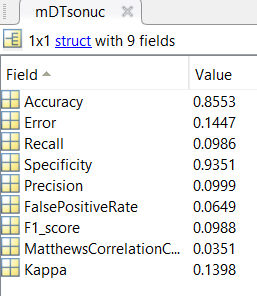 mDTsonuc
1x1 struct with 9 fields
Field Value
Accuracy 0.8553
Error 0.1447
Recall 0.0986
Specificity 0.9351
Precision 0.0999
FalsePositiveRate 0.0649
F1_score 0.0988
MatthewsCorrelationC... 0.0351
Kappa 0.1398